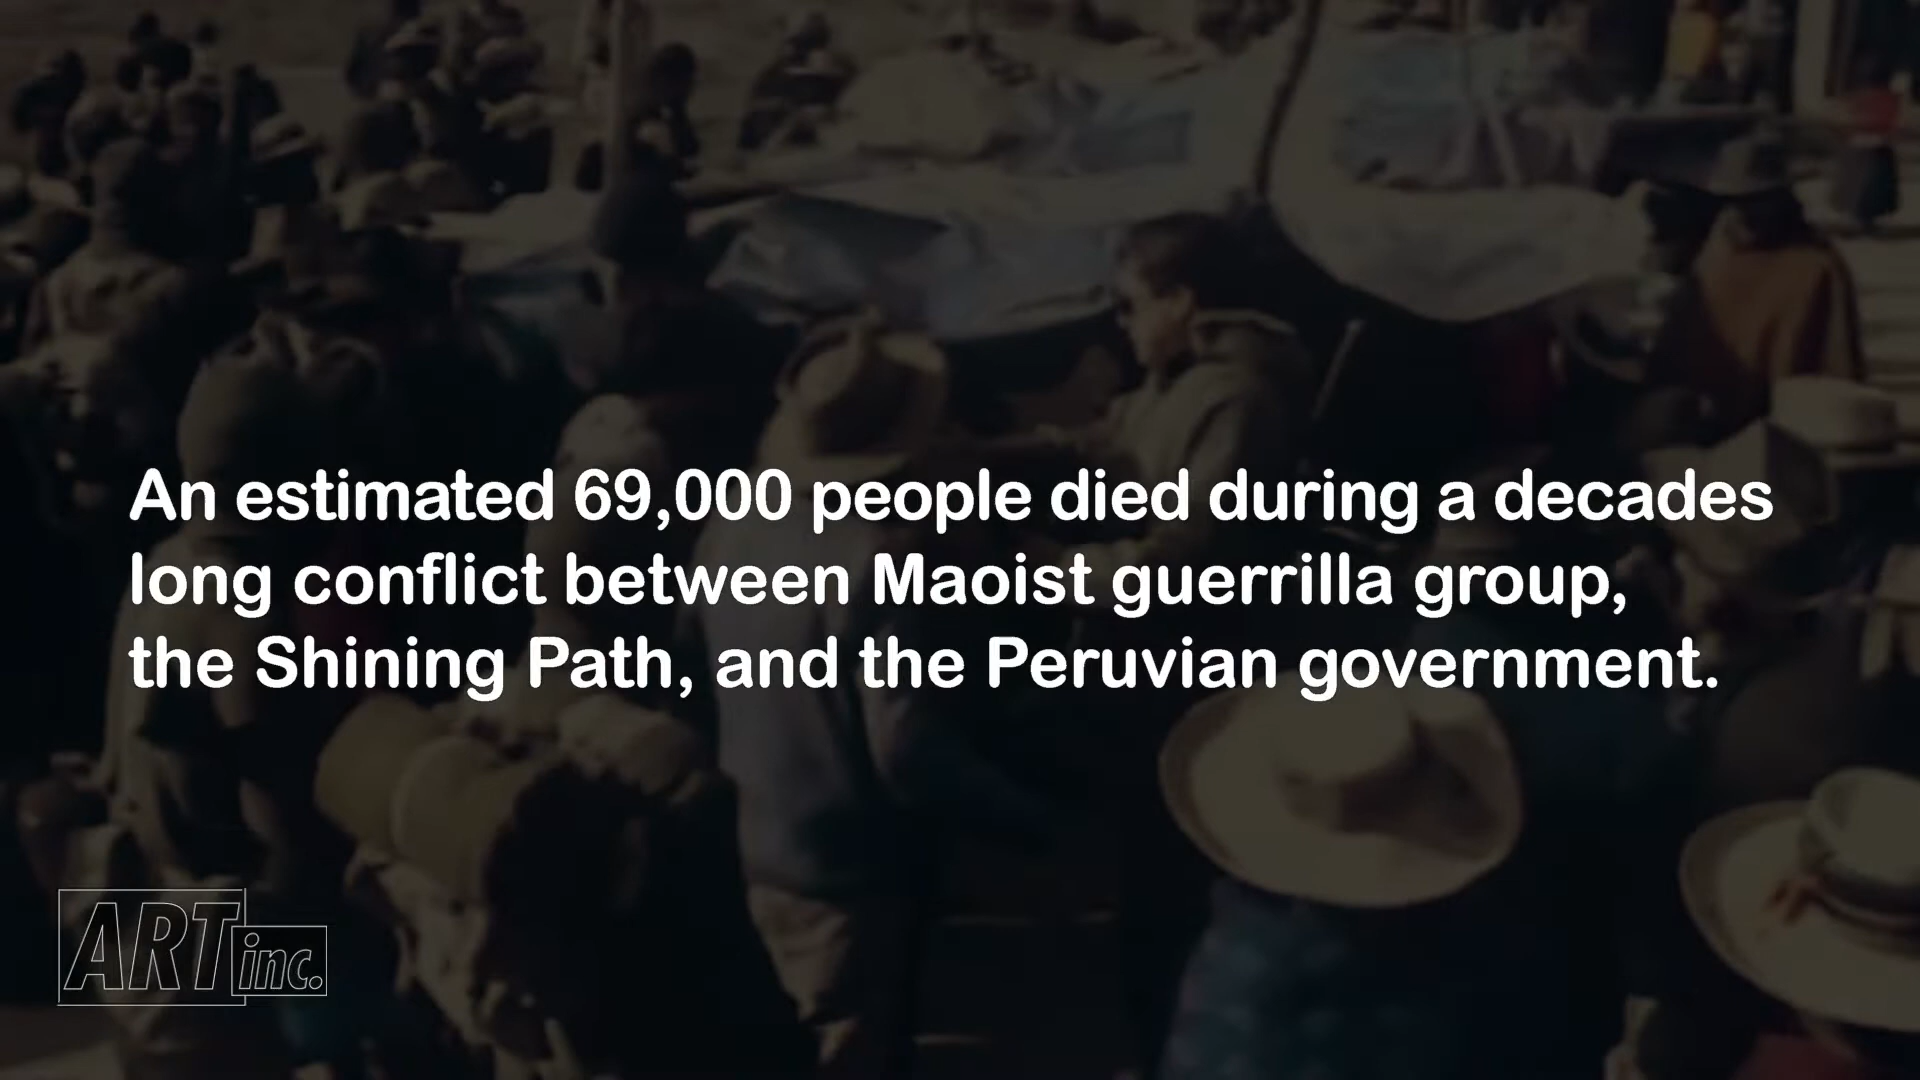 An estimated 69,000 people died during a decades
long conflict between Maoist guerrilla group,
the Shining Path, and the Peruvian government.
ART inc.